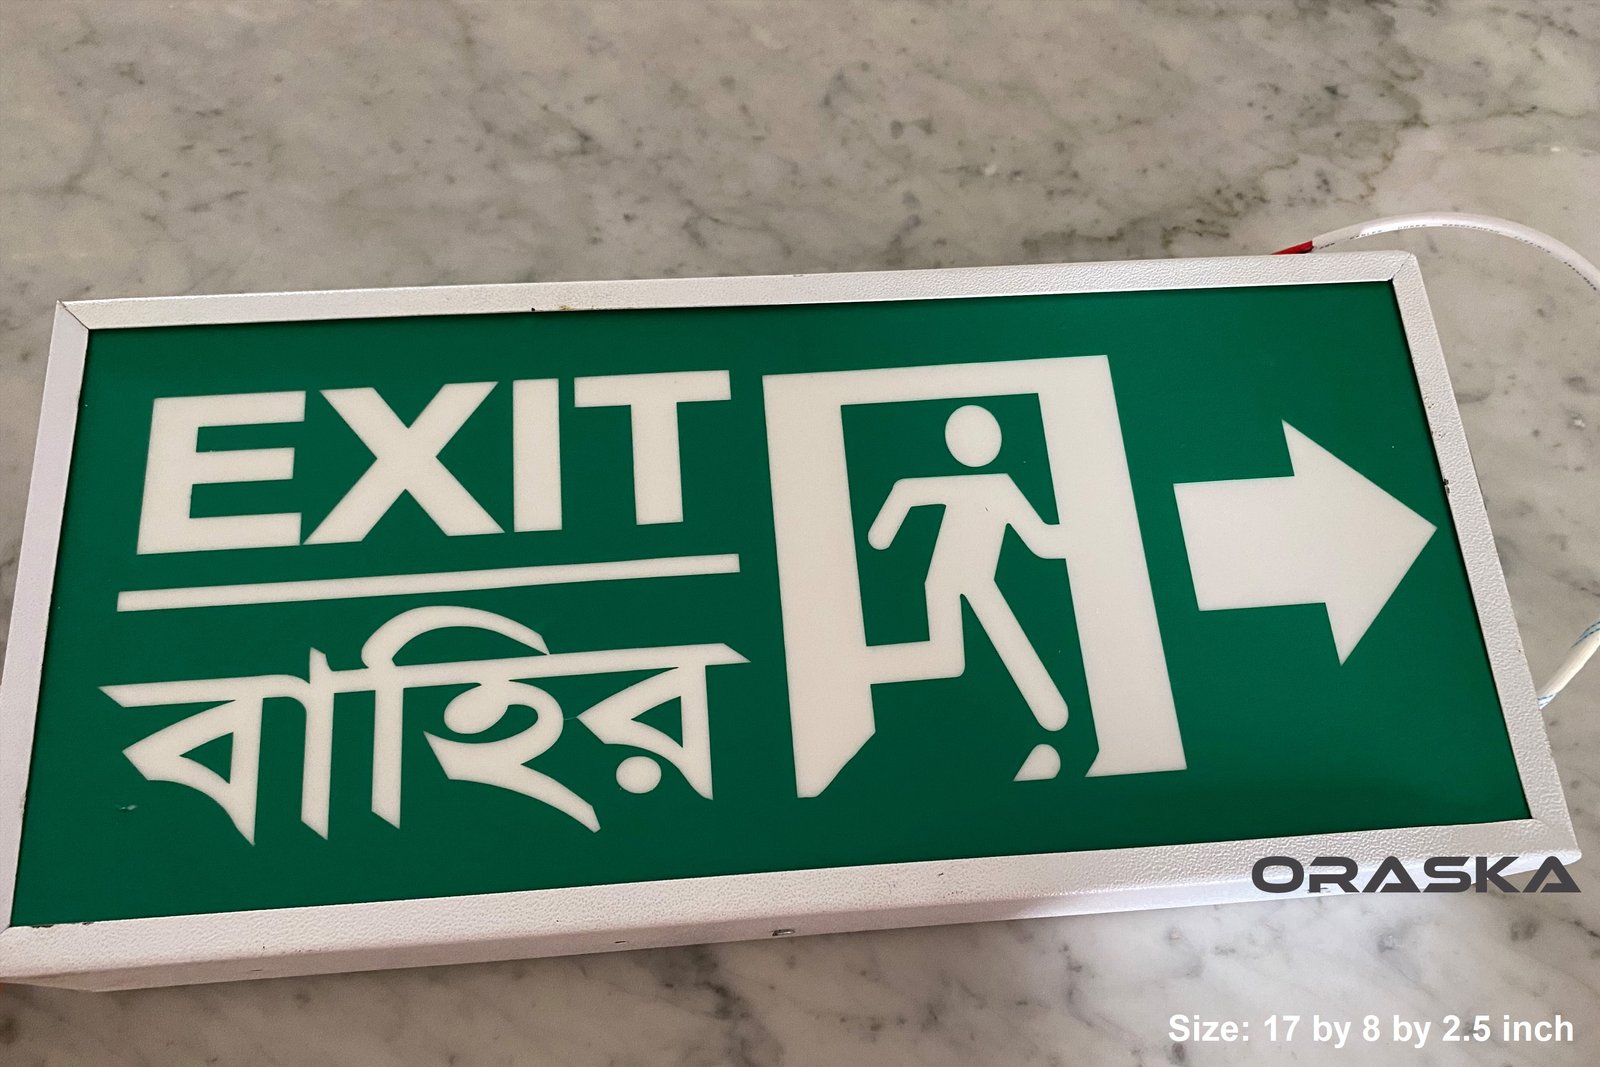 EXIT
বাহির
ORASKA
Size: 17 by 8 by 2.5 inch